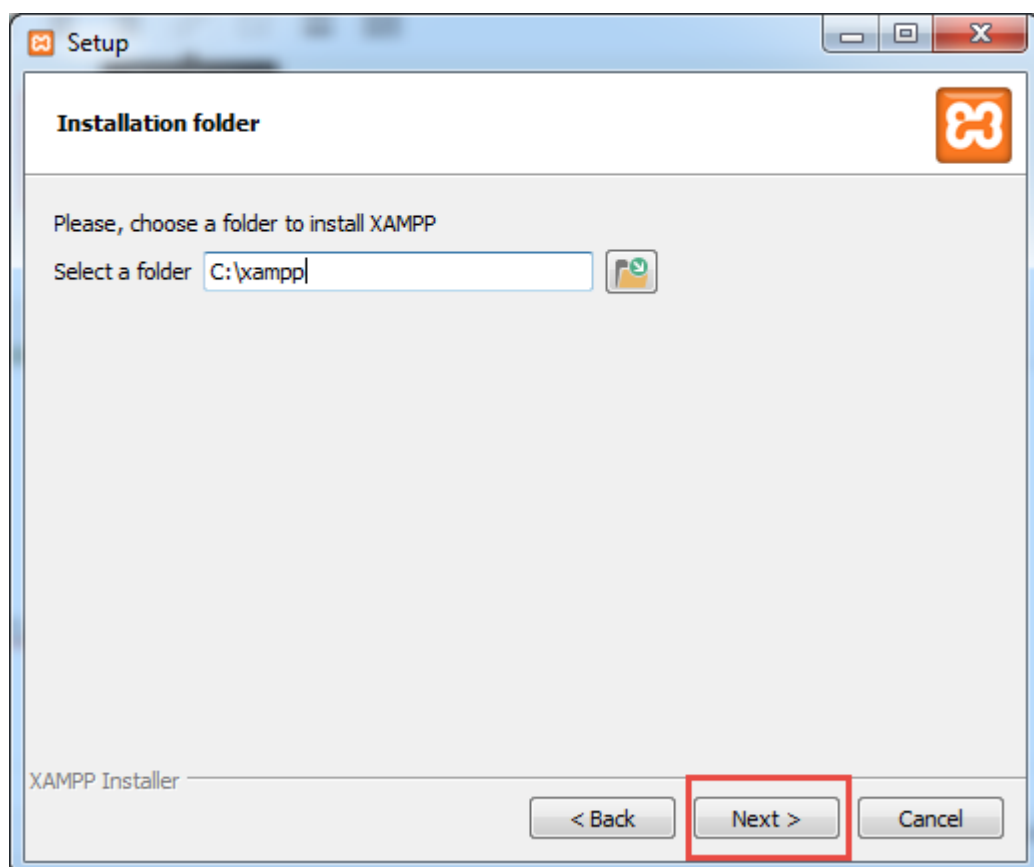 Setup
Installation folder
Please, choose a folder to install XAMPP
Select a folder C:\xampp
XAMPP Installer
< Back Next > Cancel